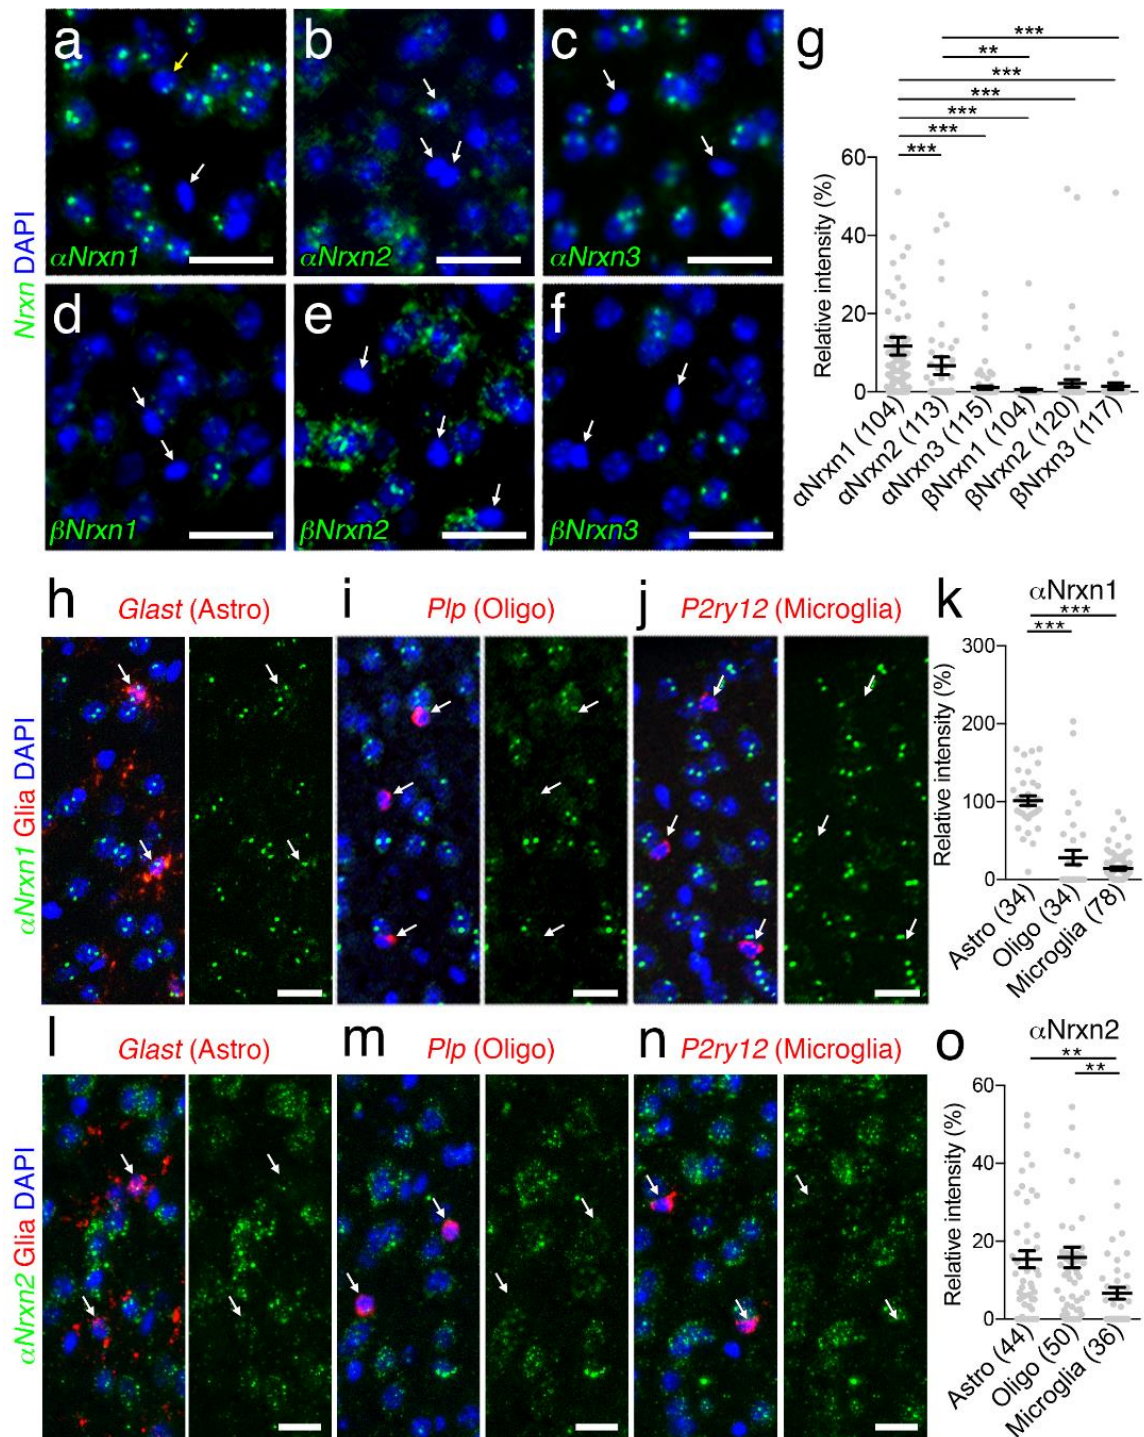 a
b
c
g
αNrxn1
αNrxn2
αNrxn3
d
e
f
βNrxn1
βNrxn2
βNrxn3
Nrxn DAPI
***
**
***
***
***
***
***
Relative intensity (%)
60
40
20
0
αNrxn1 (104)
αNrxn2 (113)
αNrxn3 (115)
βNrxn1 (104)
βNrxn2 (120)
βNrxn3 (117)
h
Glast (Astro)
i
Plp (Oligo)
j
P2ry12 (Microglia)
k
αNrxn1
αNrxn1 Glia DAPI
***
***
Relative intensity (%)
300
200
100
0
Astro (34)
Oligo (34)
Microglia (78)
l
Glast (Astro)
m
Plp (Oligo)
n
P2ry12 (Microglia)
o
αNrxn2
αNrxn2 Glia DAPI
**
**
Relative intensity (%)
60
40
20
0
Astro (44)
Oligo (50)
Microglia (36)